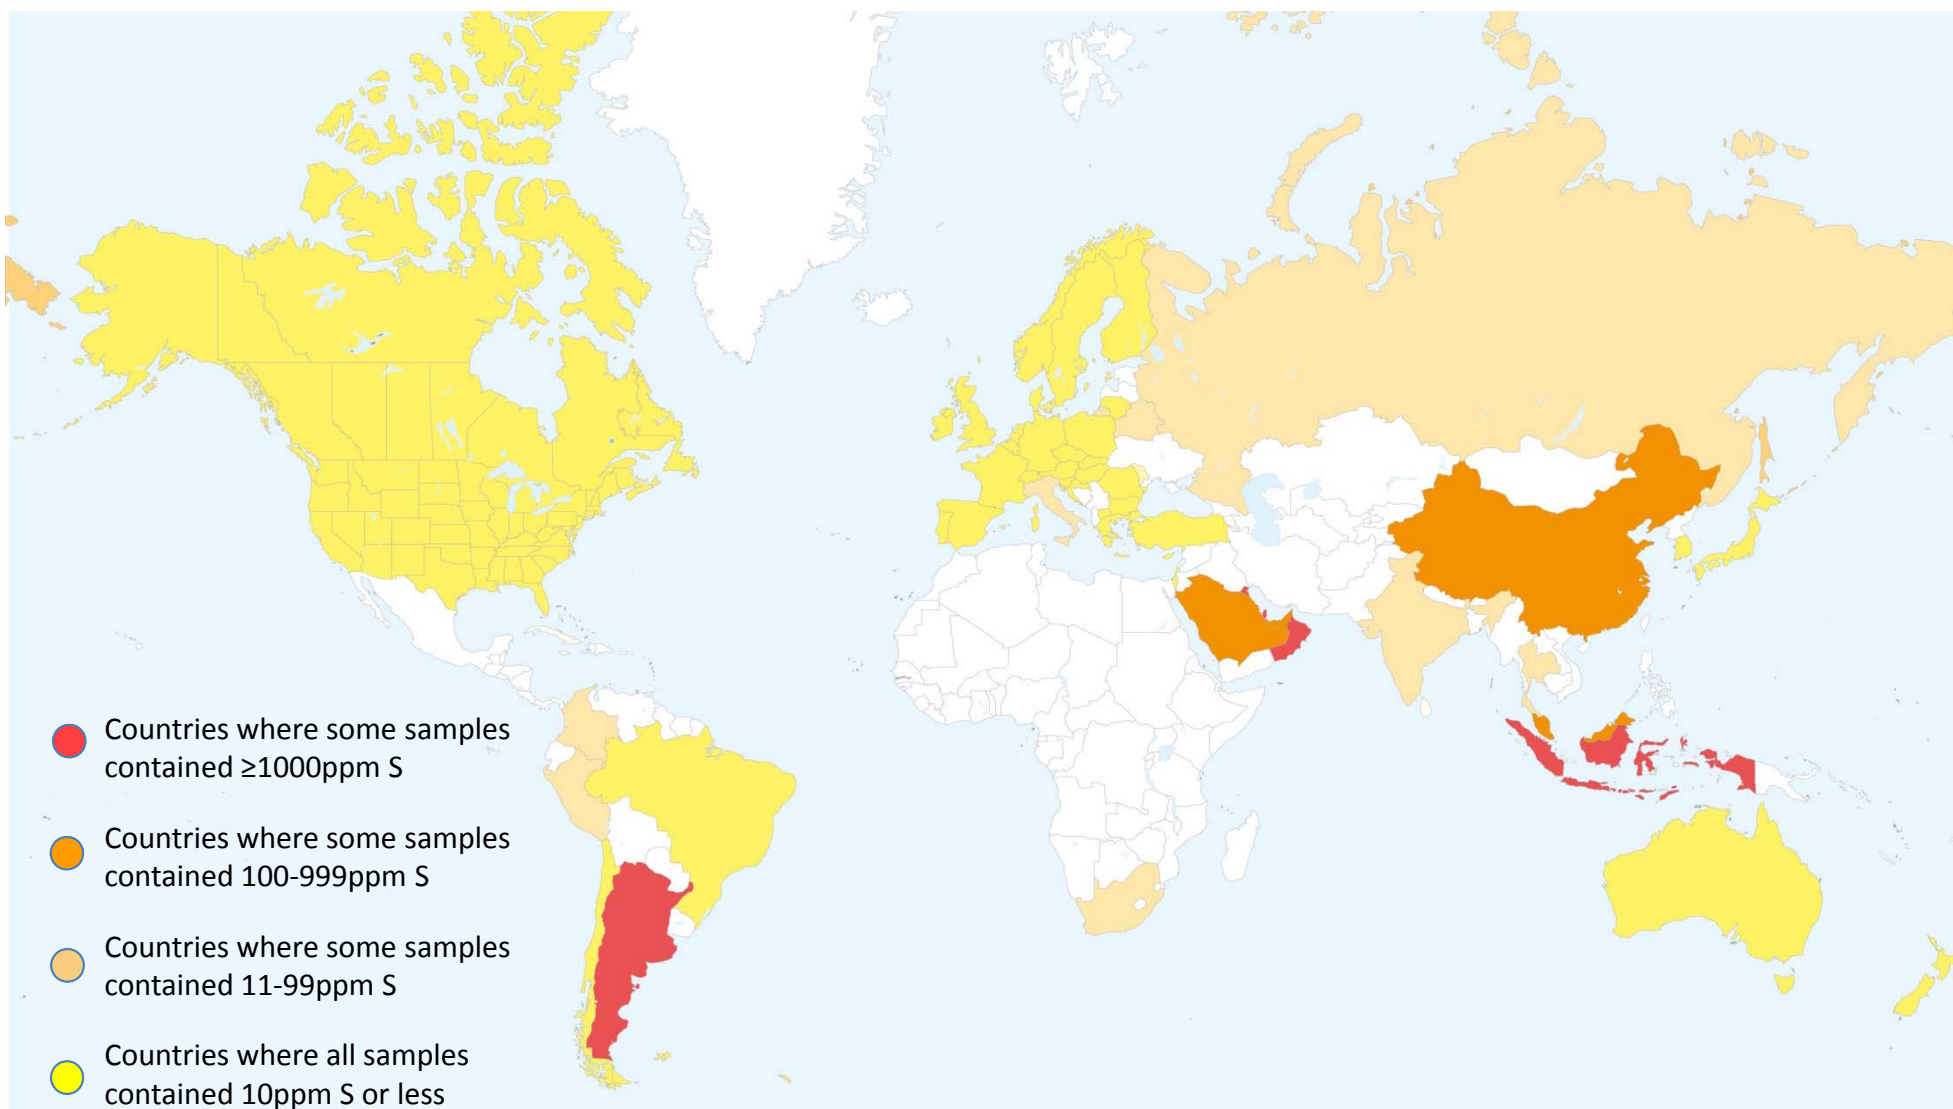 Countries where some samples
contained ≥1000ppm S
Countries where some samples
contained 100-999ppm S
Countries where some samples
contained 11-99ppm S
Countries where all samples
contained 10ppm S or less